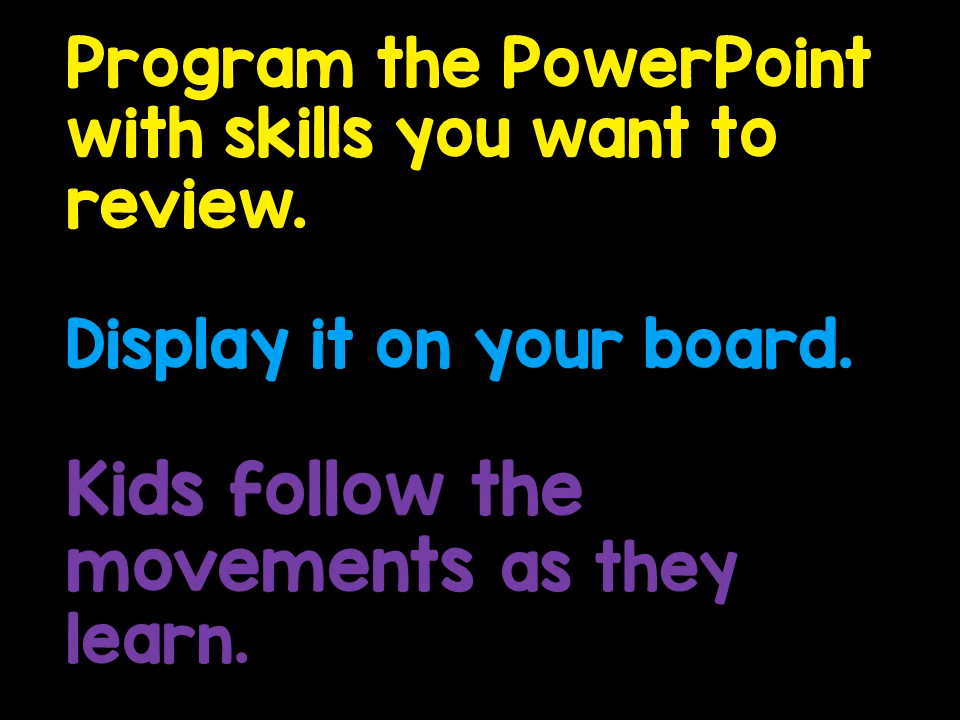 Program the PowerPoint
with skills you want to
review.
Display it on your board.
Kids follow the
movements as they
learn.